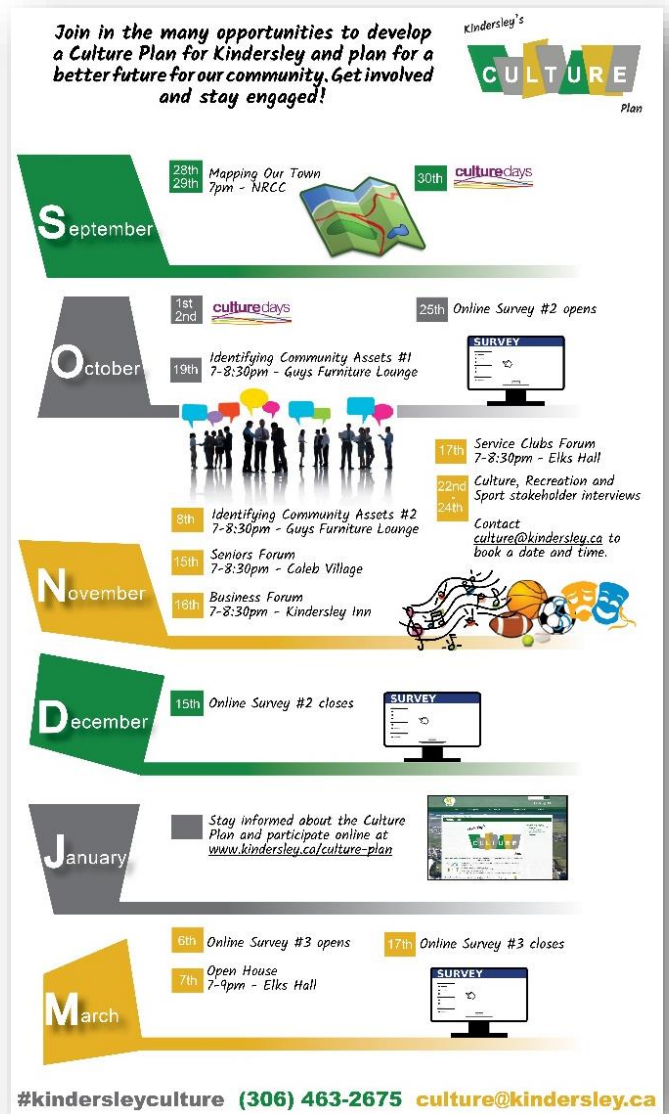 Join in the many opportunities to develop
a Culture Plan for Kindersley and plan for a
better future for our community. Get involved
and stay engaged!
Kindersley's
CULTURE
Plan
September
28th
29th
Mapping Our Town
7pm - NRCC
30th
culturedays
October
1st
2nd
culturedays
25th
Online Survey #2 opens
SURVEY
19th
Identifying Community Assets #1
7-8:30pm - Guys Furniture Lounge
November
8th
Identifying Community Assets #2
7-8:30pm - Guys Furniture Lounge
15th
Seniors Forum
7-8:30pm - Caleb Village
16th
Business Forum
7-8:30pm - Kindersley Inn
17th
Service Clubs Forum
7-8:30pm - Elks Hall
22nd
-
24th
Culture, Recreation and
Sport stakeholder interviews
Contact
culture@kindersley.ca to
book a date and time.
December
15th
Online Survey #2 closes
SURVEY
January
Stay informed about the Culture
Plan and participate online at
www.kindersley.ca/culture-plan
Kindersley's
CULTURE
March
6th
Online Survey #3 opens
7th
Open House
7-9pm - Elks Hall
17th
Online Survey #3 closes
SURVEY
#kindersleyculture (306) 463-2675 culture@kindersley.ca